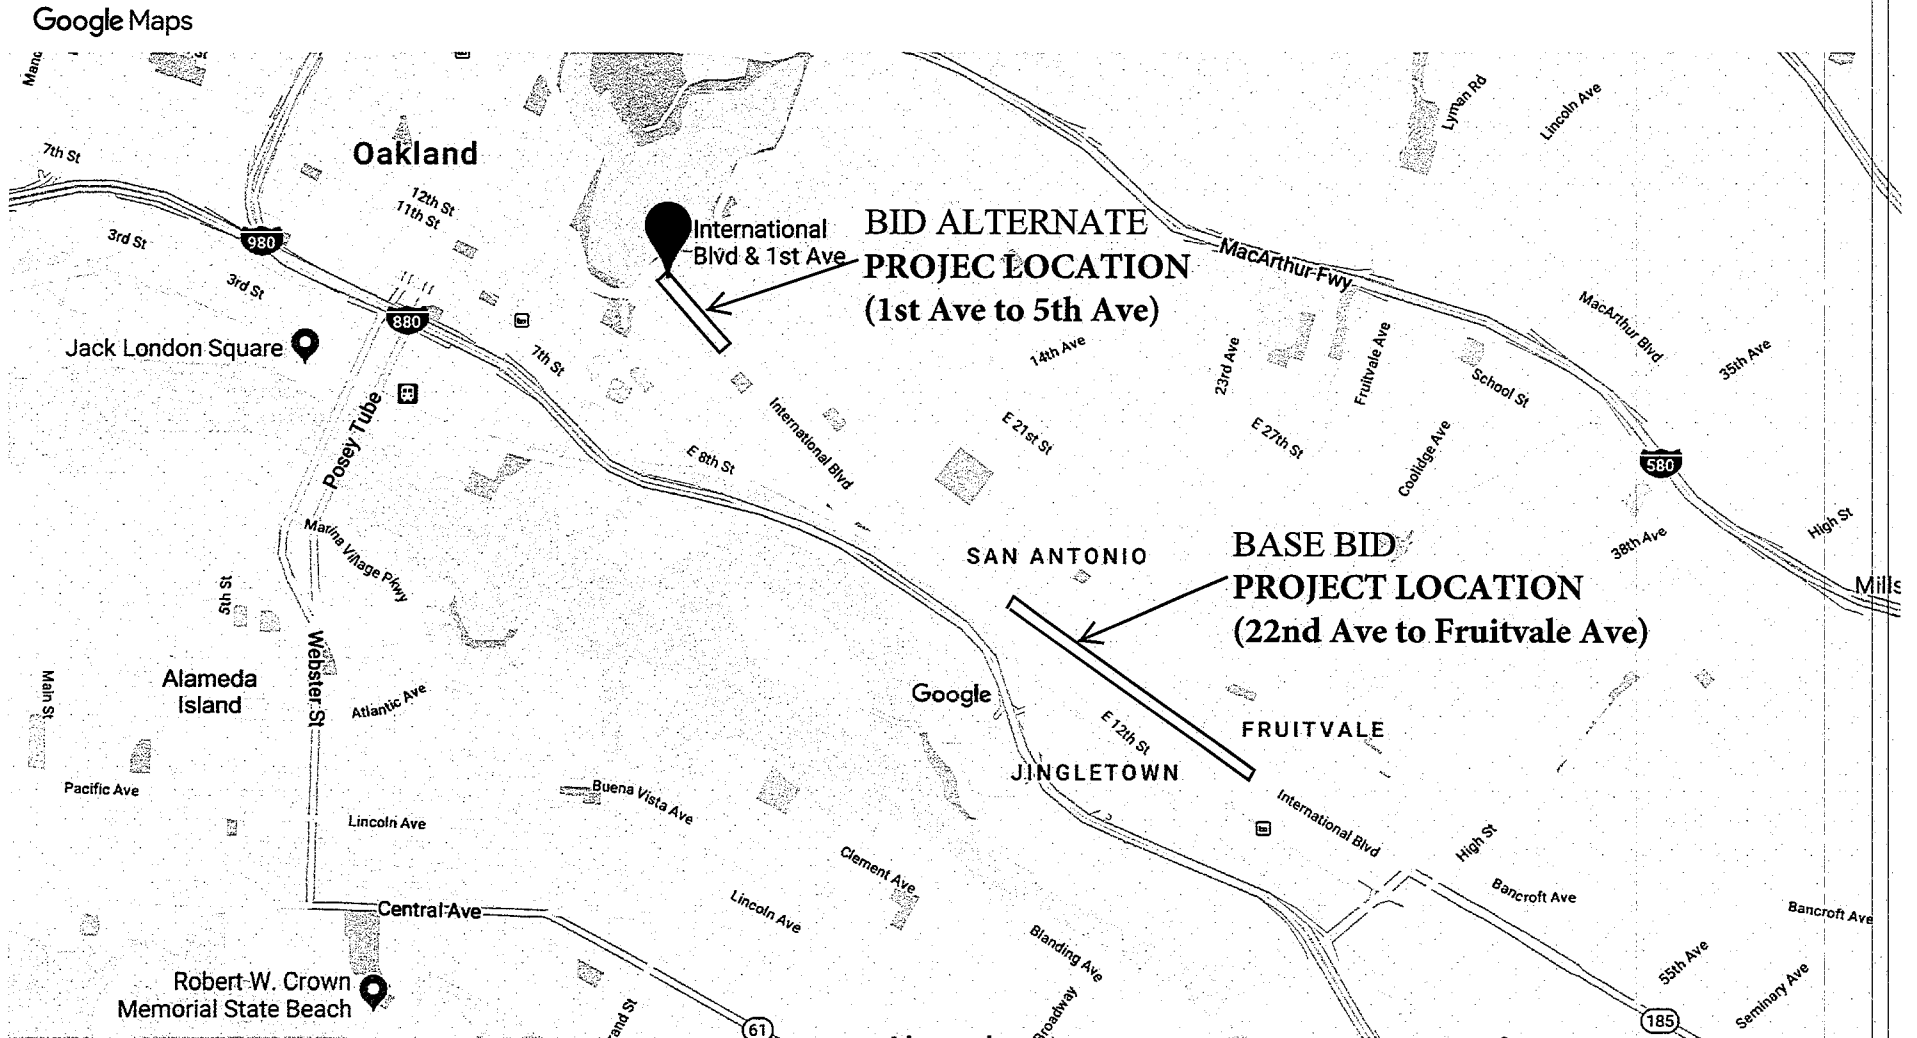 Google Maps
Lyman Rd
Lincoln Ave
7th St
Oakland
12th St
11th St
3rd St
980
International
Blvd & 1st Ave
BID ALTERNATE
PROJEC LOCATION
(1st Ave to 5th Ave)
MacArthur Fwy
3rd St
880
Jack London Square
7th St
14th Ave
23rd Ave
Fruitvale Ave
MacArthur Blvd
35th Ave
School St
Posey Tube
International Blvd
E 8th St
E 21st St
E 27th St
Coolidge Ave
580
High St
38th Ave
Marina Village Pkwy
SAN ANTONIO
BASE BID
PROJECT LOCATION
(22nd Ave to Fruitvale Ave)
Mills
5th St
Webster St
Alameda
Island
Main St
Atlantic Ave
Google
E 12th St
FRUITVALE
JINGLETOWN
Pacific Ave
Buena Vista Ave
Lincoln Ave
International Blvd
High St
Clement Ave
Bancroft Ave
Bancroft Ave
Central Ave
Lincoln Ave
Blanding Ave
55th Ave
Seminary Ave
Robert W. Crown
Memorial State Beach
Broadway
61
185